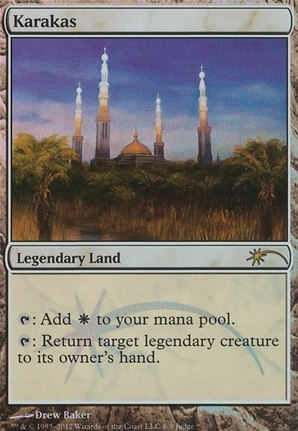 Karakas
Legendary Land
: Add to your mana pool.
: Return target legendary creature
to its owner's hand.
Drew Baker
™ & © 1993-2012 Wizards of the Coast LLC 6/8 Judge